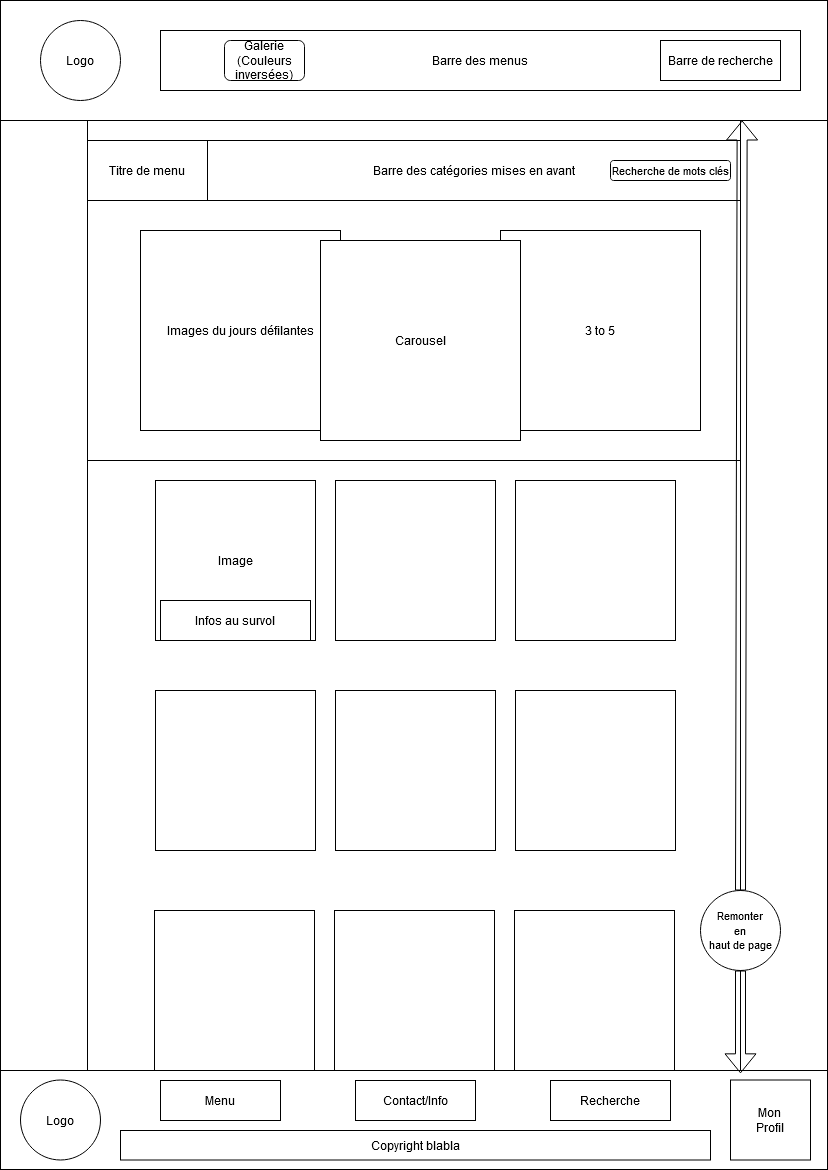 Logo
Galerie
(Couleurs
inversées)
Barre des menus
Barre de recherche
Titre de menu
Barre des catégories mises en avant
Recherche de mots clés
Images du jours défilantes
Carousel
3 to 5
Image
Infos au survol
Remonter
en
haut de page
Logo
Menu
Contact/Info
Recherche
Mon
Profil
Copyright blabla